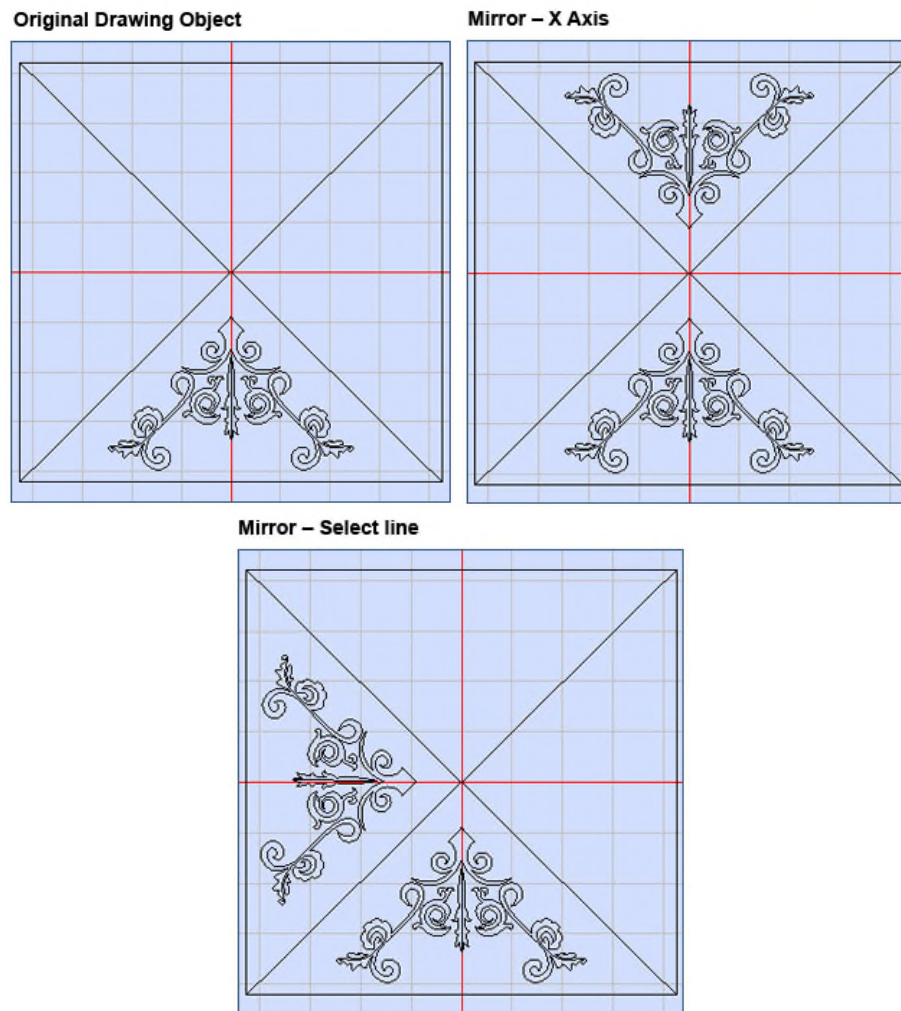 Original Drawing Object
Mirror – X Axis
Mirror – Select line